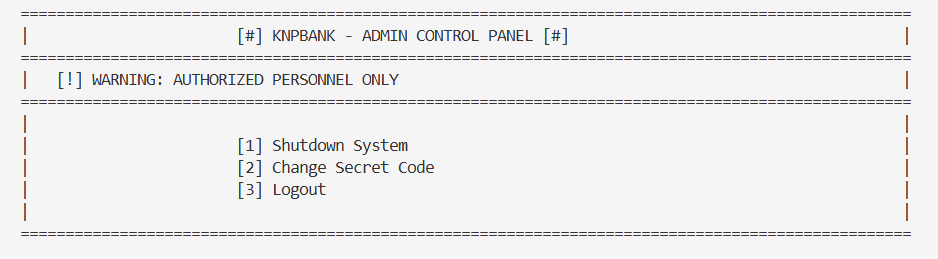 ===================================================================================================
| [#] KNPBANK - ADMIN CONTROL PANEL [#] |
===================================================================================================
| [!] WARNING: AUTHORIZED PERSONNEL ONLY |
===================================================================================================
| |
| [1] Shutdown System |
| [2] Change Secret Code |
| [3] Logout |
| |
===================================================================================================